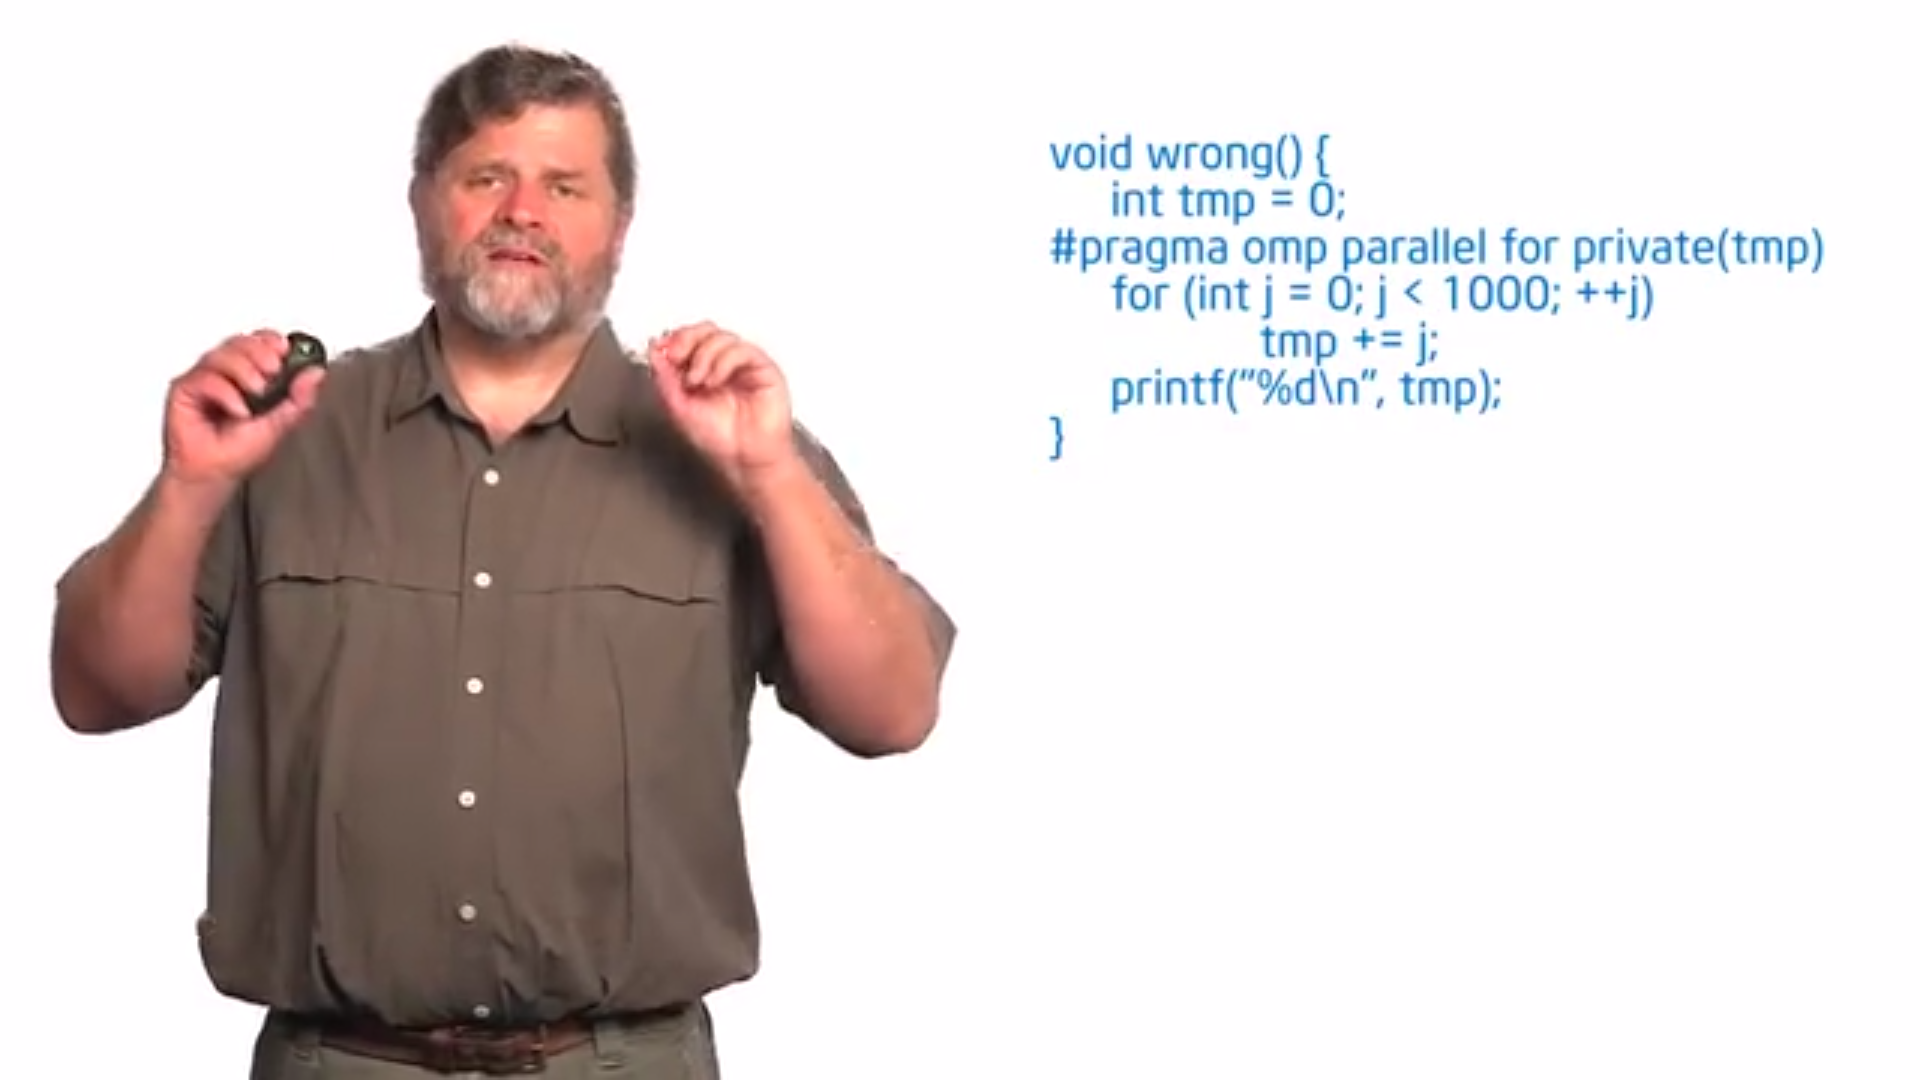 void wrong() {
int tmp = 0;
#pragma omp parallel for private(tmp)
for (int j = 0; j < 1000; ++j)
tmp += j;
printf("%d\n", tmp);
}